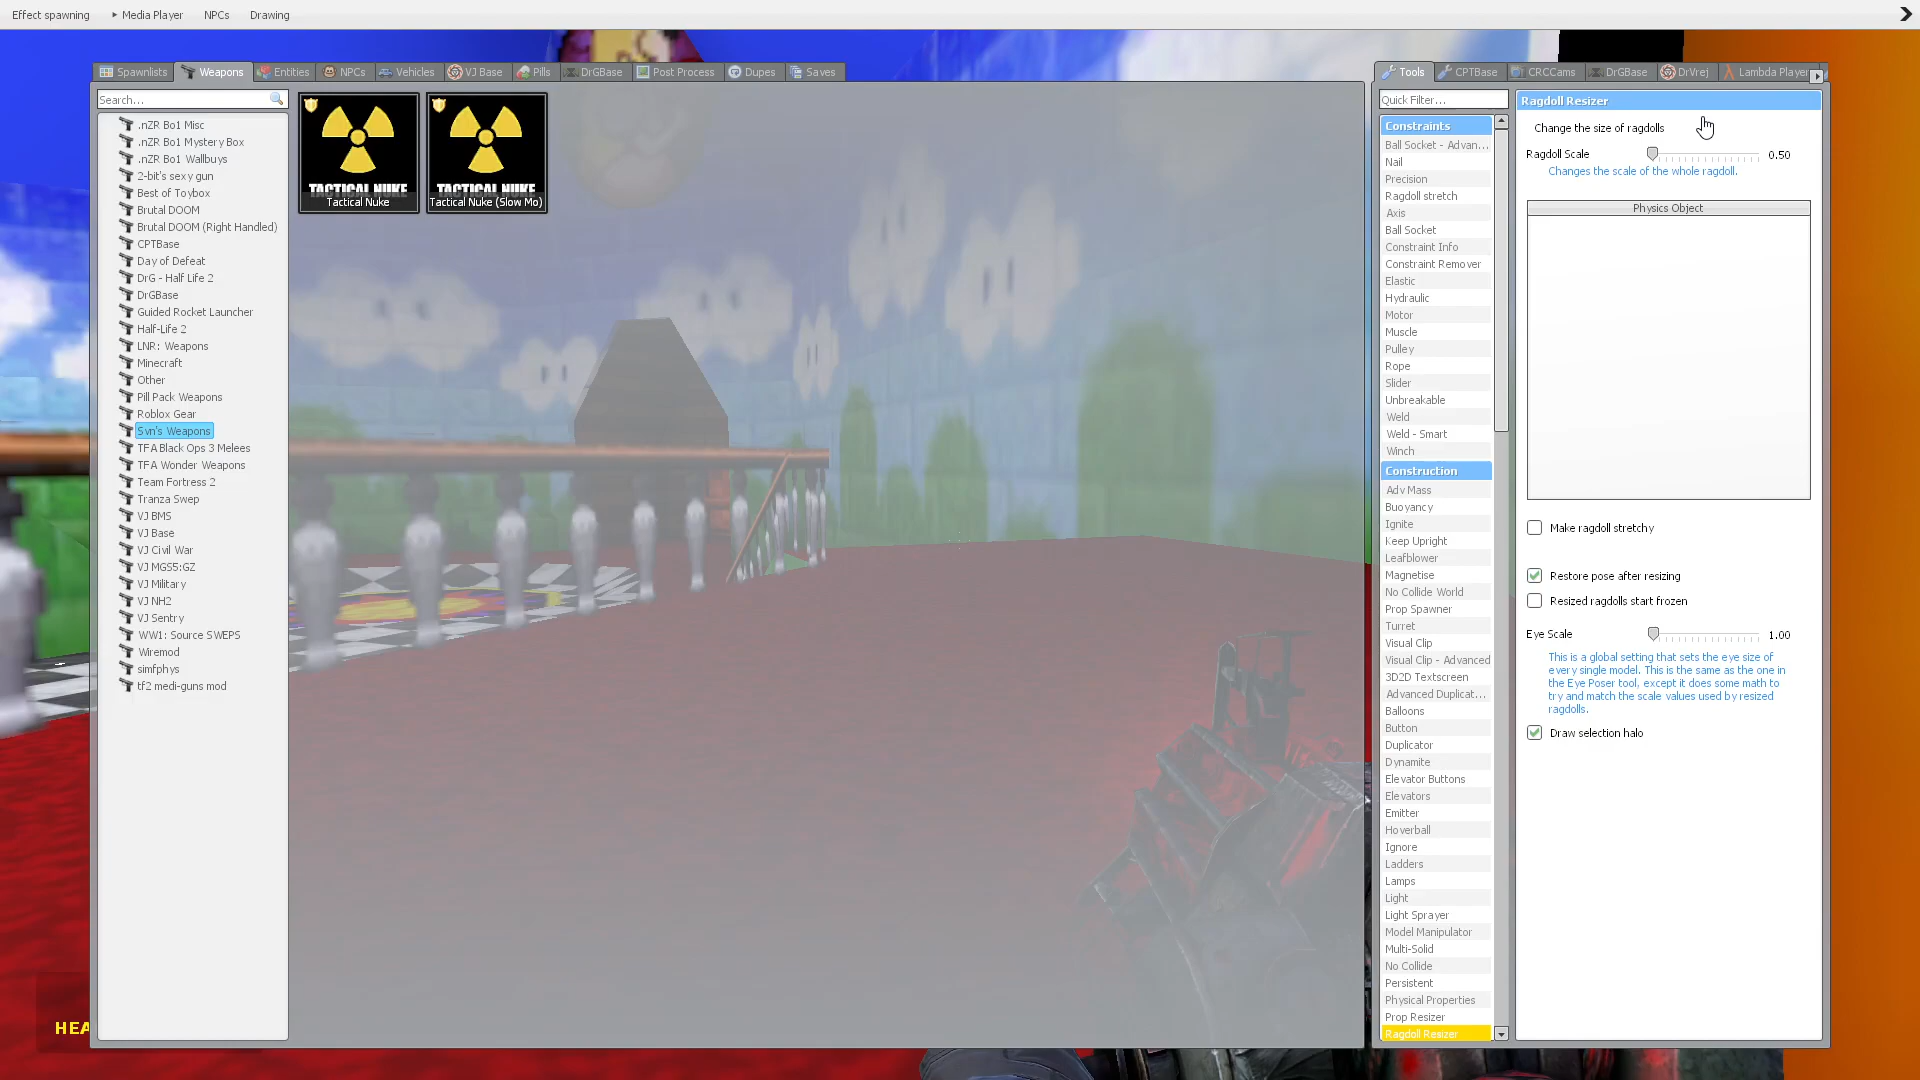 Effect spawning
Media Player
NPCs
Drawing
Spawnlists
Weapons
Entities
NPCs
Vehicles
VJ Base
Pills
DrGBase
Post Process
Dupes
Saves
Search...
.nZR Bo1 Misc
.nZR Bo1 Mystery Box
.nZR Bo1 Wallbuys
2-bit's sexy gun
Best of Toybox
Brutal DOOM
Brutal DOOM (Right Handled)
CPTBase
Day of Defeat
DrG - Half Life 2
DrGBase
Guided Rocket Launcher
Half-Life 2
LNR: Weapons
Minecraft
Other
Pill Pack Weapons
Roblox Gear
Svn's Weapons
TFA Black Ops 3 Melees
TFA Wonder Weapons
Team Fortress 2
Tranza Swep
VJ BMS
VJ Base
VJ Civil War
VJ MGS5:GZ
VJ Military
VJ NH2
VJ Sentry
WW1: Source SWEPS
Wiremod
simfphys
tf2 medi-guns mod
TACTICAL NUKE
Tactical Nuke
TACTICAL NUKE
Tactical Nuke (Slow Mo)
HEA
Tools
CPTBase
CRCCams
DrGBase
DrVrej
Lambda Player
Quick Filter...
Constraints
Ball Socket - Advan...
Nail
Precision
Ragdoll stretch
Axis
Ball Socket
Constraint Info
Constraint Remover
Elastic
Hydraulic
Motor
Muscle
Pulley
Rope
Slider
Unbreakable
Weld
Weld - Smart
Winch
Construction
Adv Mass
Buoyancy
Ignite
Keep Upright
Leafblower
Magnetise
No Collide World
Prop Spawner
Turret
Visual Clip
Visual Clip - Advanced
3D2D Textscreen
Advanced Duplicat...
Balloons
Button
Duplicator
Dynamite
Elevator Buttons
Elevators
Emitter
Hoverball
Ignore
Ladders
Lamps
Light
Light Sprayer
Model Manipulator
Multi-Solid
No Collide
Persistent
Physical Properties
Prop Resizer
Ragdoll Resizer
Ragdoll Resizer
Change the size of ragdolls
Ragdoll Scale
0.50
Changes the scale of the whole ragdoll.
Physics Object
Make ragdoll stretchy
Restore pose after resizing
Resized ragdolls start frozen
Eye Scale
1.00
This is a global setting that sets the eye size of
every single model. This is the same as the one in
the Eye Poser tool, except it does some math to
try and match the scale values used by resized
ragdolls.
Draw selection halo